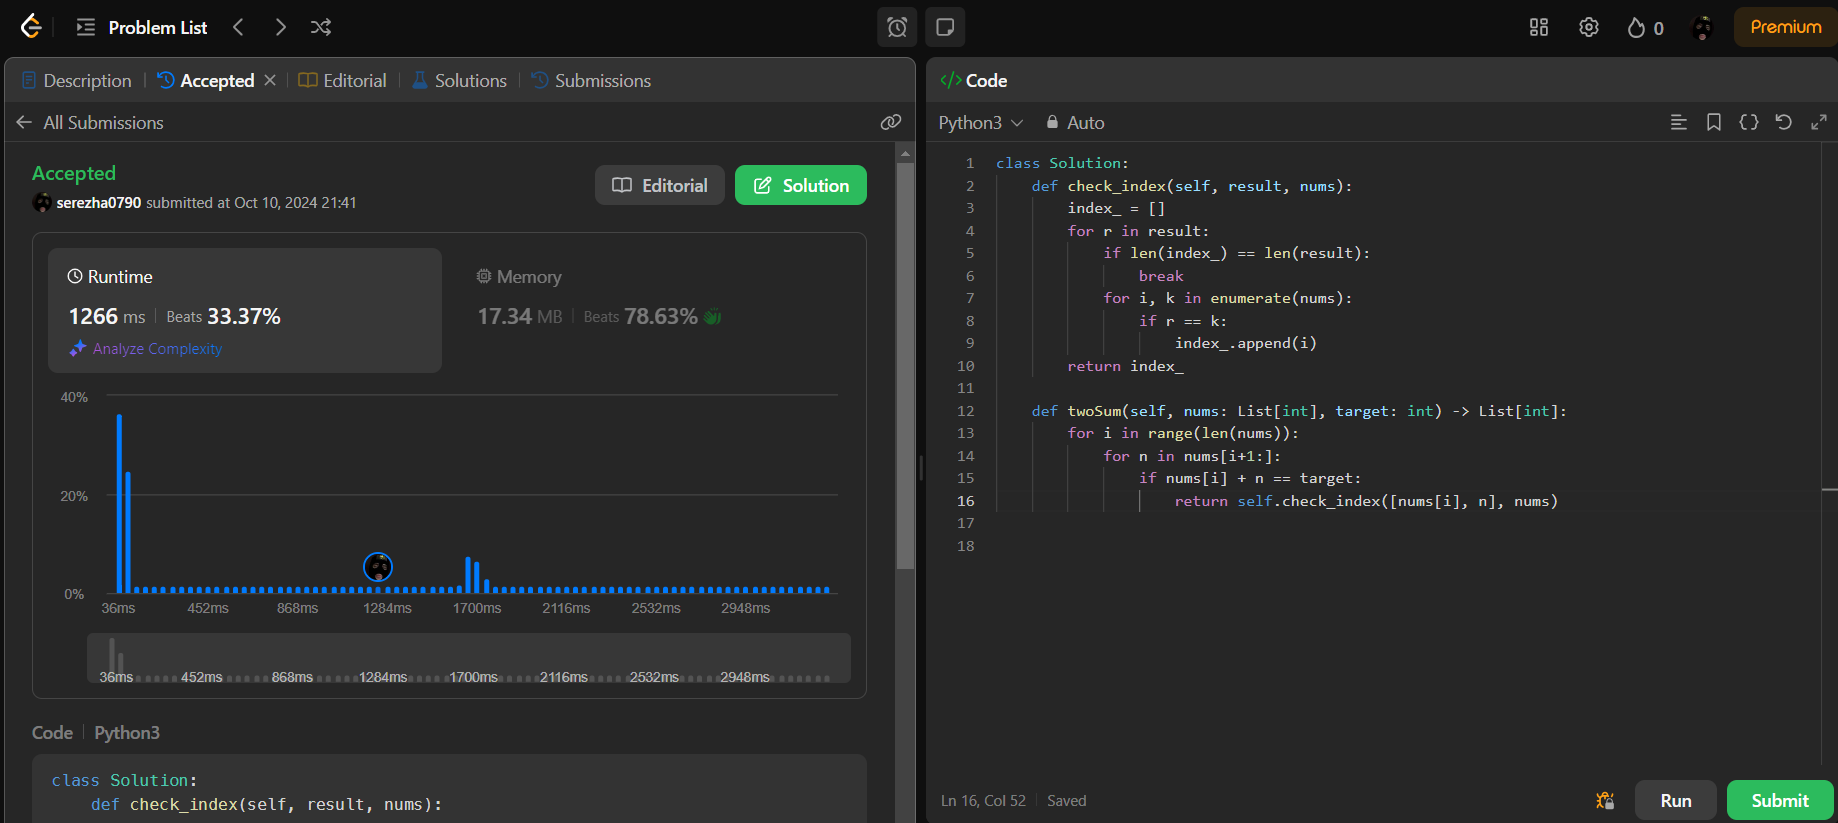 Problem List
0
Premium
Description
Accepted
Editorial
Solutions
Submissions
All Submissions
Accepted
serezha0790 submitted at Oct 10, 2024 21:41
Editorial
Solution
Runtime
1266 ms
Beats 33.37%
Analyze Complexity
Memory
17.34 MB
Beats 78.63%
40%
20%
0%
36ms 452ms 868ms 1284ms 1700ms 2116ms 2532ms 2948ms
36ms 452ms 868ms 1284ms 1700ms 2116ms 2532ms 2948ms
Code Python3
class Solution:
    def check_index(self, result, nums):
</> Code
Python3 Auto
1 class Solution:
2     def check_index(self, result, nums):
3         index_ = []
4         for r in result:
5             if len(index_) == len(result):
6                 break
7             for i, k in enumerate(nums):
8                 if r == k:
9                     index_.append(i)
10         return index_
11
12     def twoSum(self, nums: List[int], target: int) -> List[int]:
13         for i in range(len(nums)):
14             for n in nums[i+1:]:
15                 if nums[i] + n == target:
16                     return self.check_index([nums[i], n], nums)
17
18
Ln 16, Col 52 Saved
Run
Submit